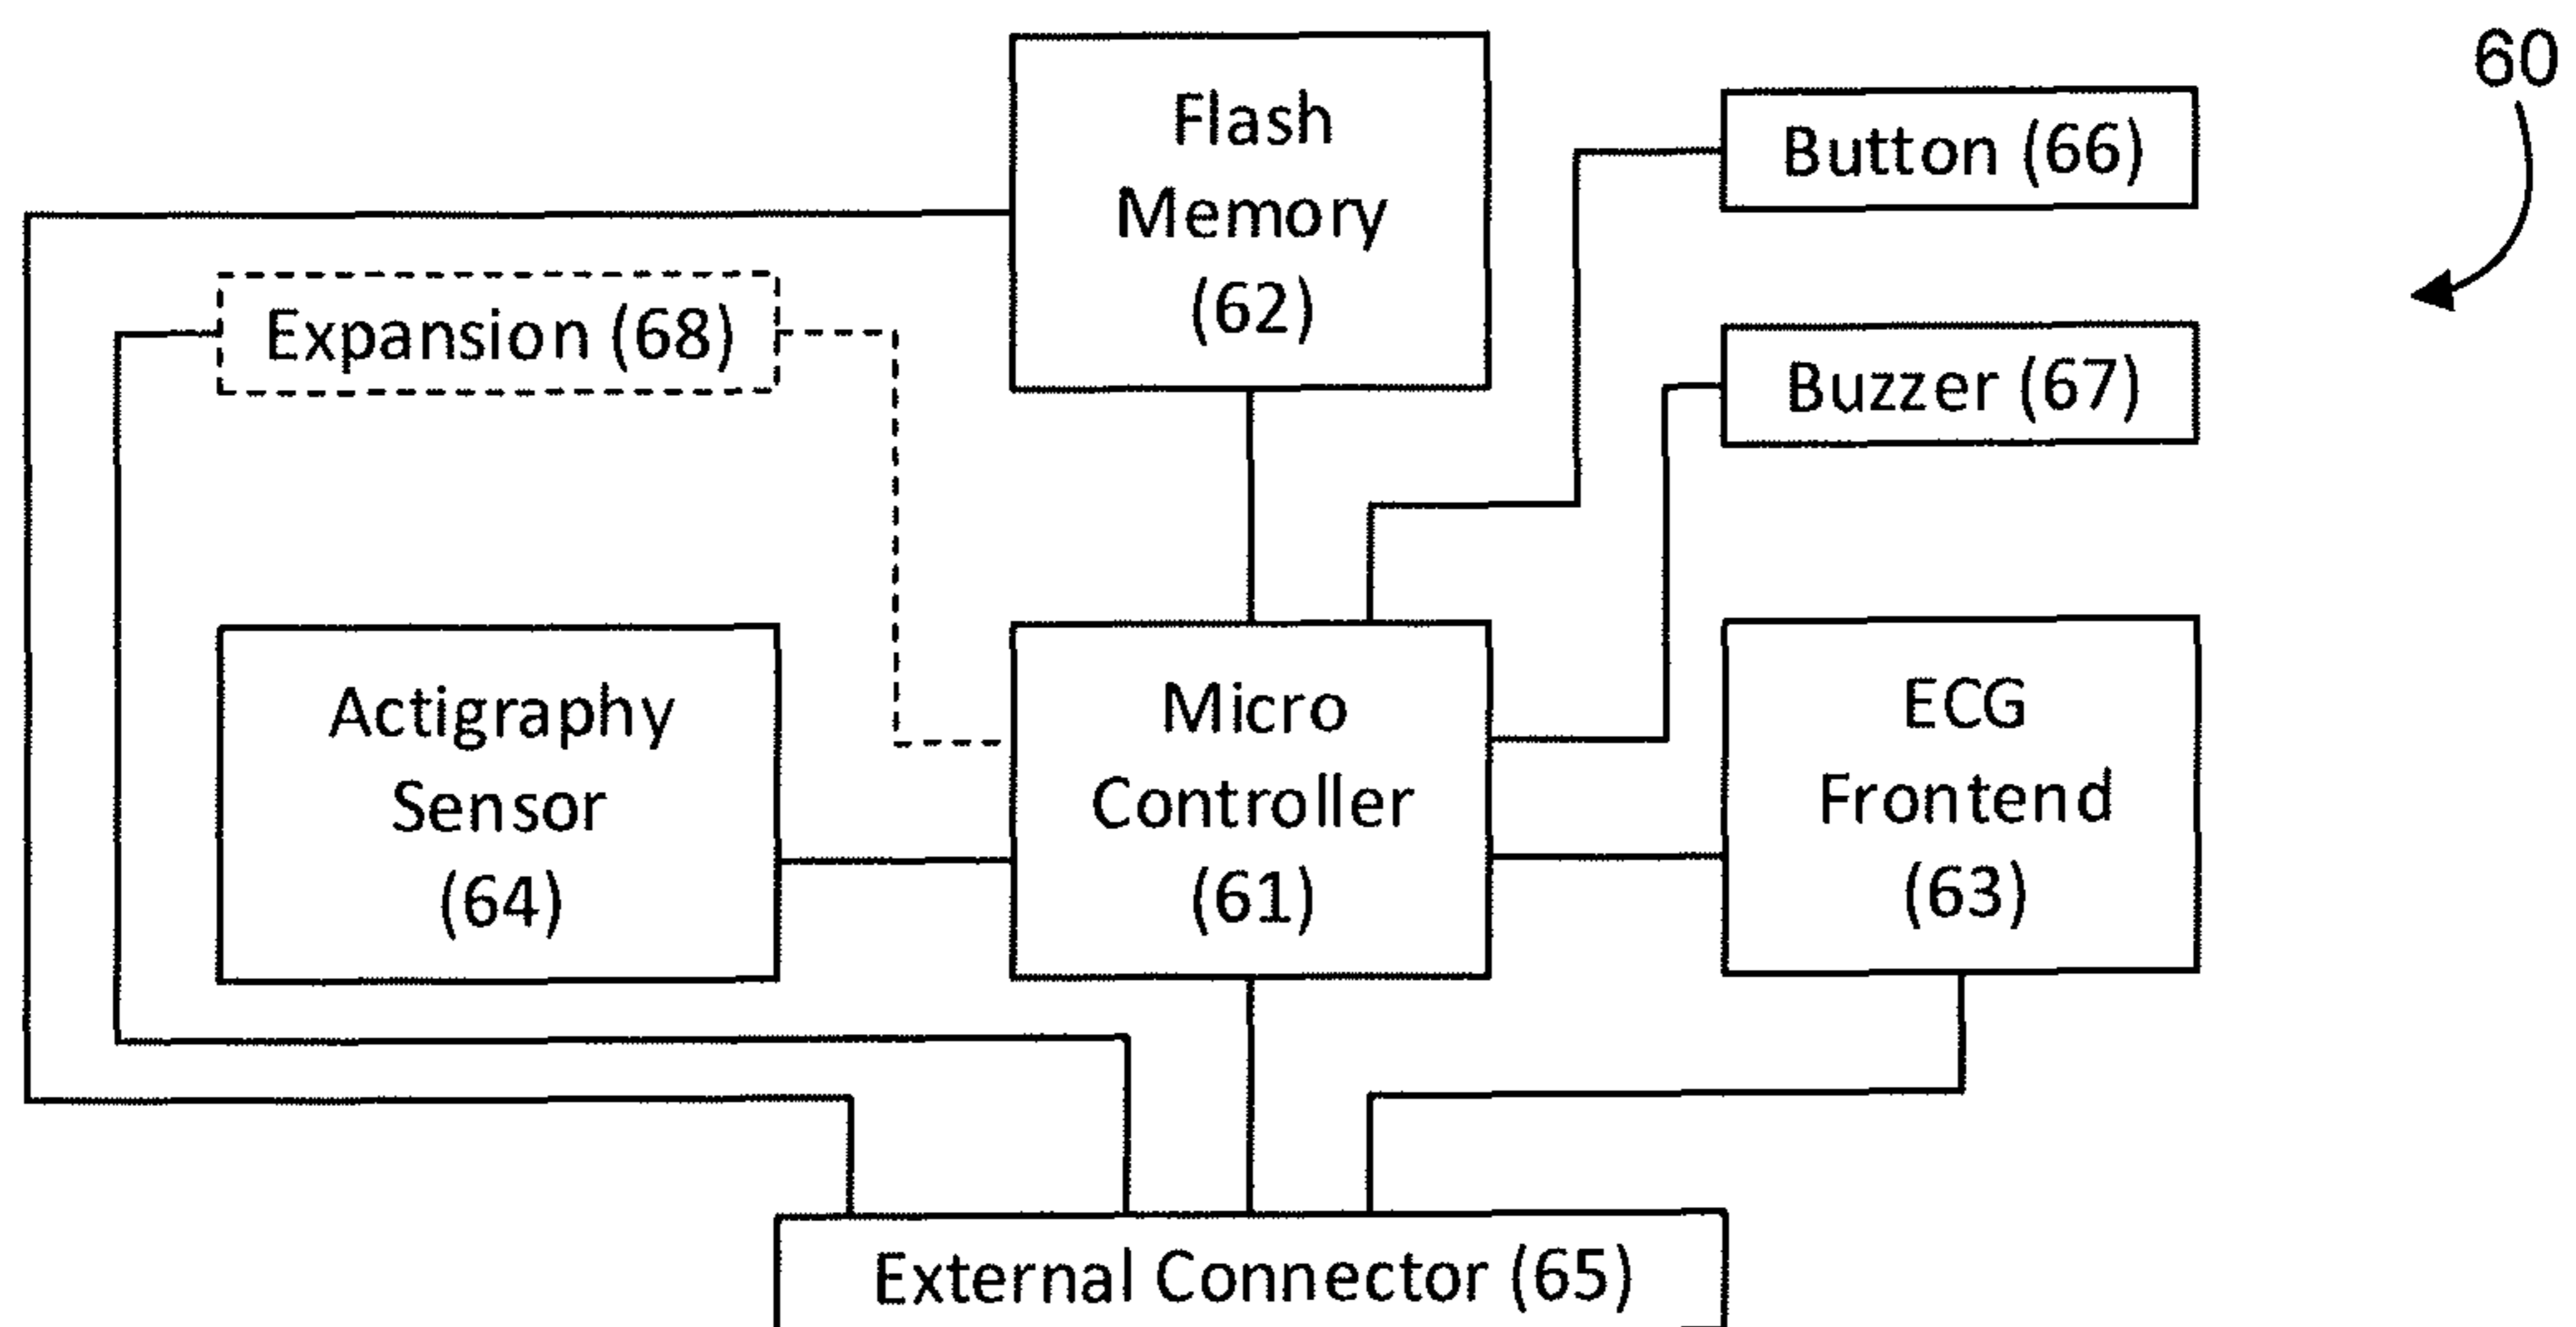 60
Flash
Memory
(62)
Button (66)
Expansion (68)
Buzzer (67)
Actigraphy
Sensor
(64)
Micro
Controller
(61)
ECG
Frontend
(63)
External Connector (65)